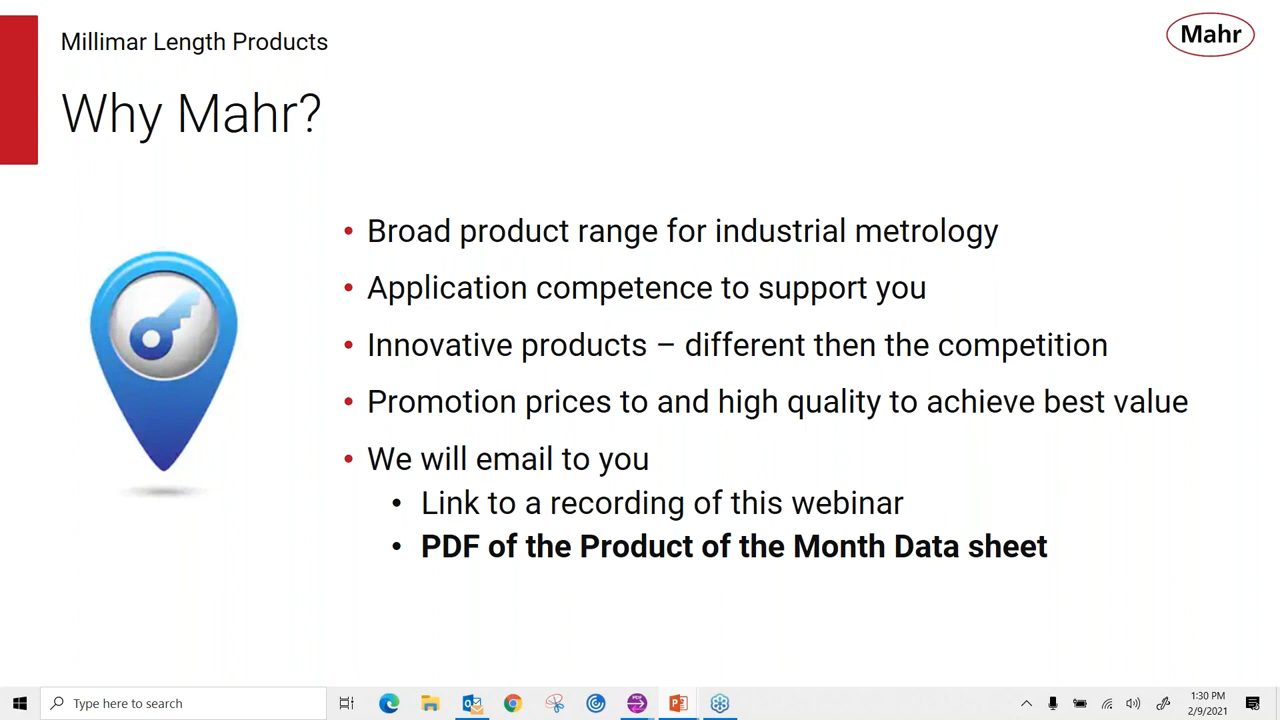 Millimar Length Products
Mahr
Why Mahr?
• Broad product range for industrial metrology
• Application competence to support you
• Innovative products – different then the competition
• Promotion prices to and high quality to achieve best value
• We will email to you
• Link to a recording of this webinar
• PDF of the Product of the Month Data sheet
Type here to search
1:30 PM
2/9/2021